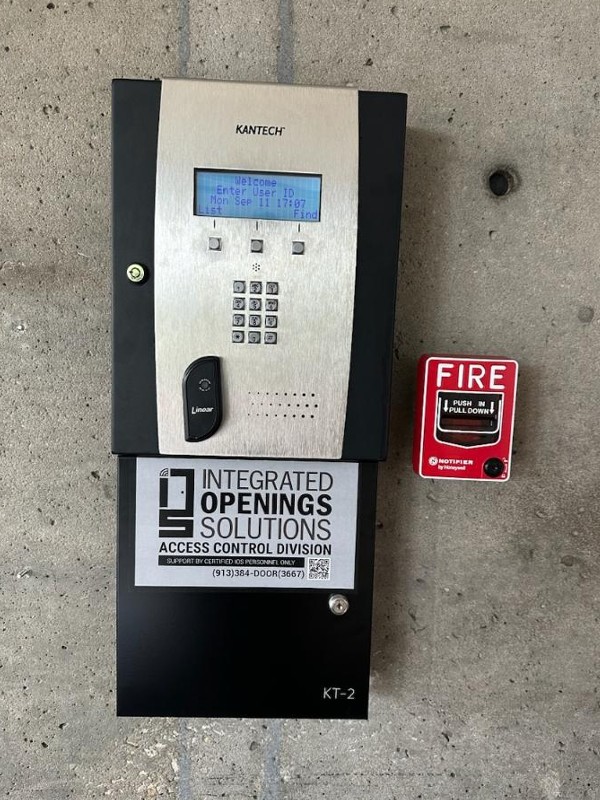 KANTECH
Welcome
Enter User ID
Mon Sep 11 17:07
List Find
Linear
FIRE
PUSH IN
PULL DOWN
NOTIFIER
by Honeywell
IOS
INTEGRATED
OPENINGS
SOLUTIONS
ACCESS CONTROL DIVISION
SUPPORT BY CERTIFIED IOS PERSONNEL ONLY
(913)384-DOOR(3667)
KT-2